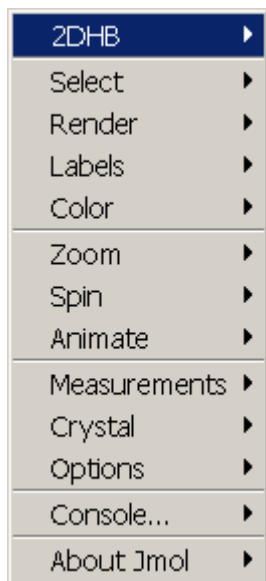 2DHB
Select
Render
Labels
Color
Zoom
Spin
Animate
Measurements
Crystal
Options
Console...
About Jmol